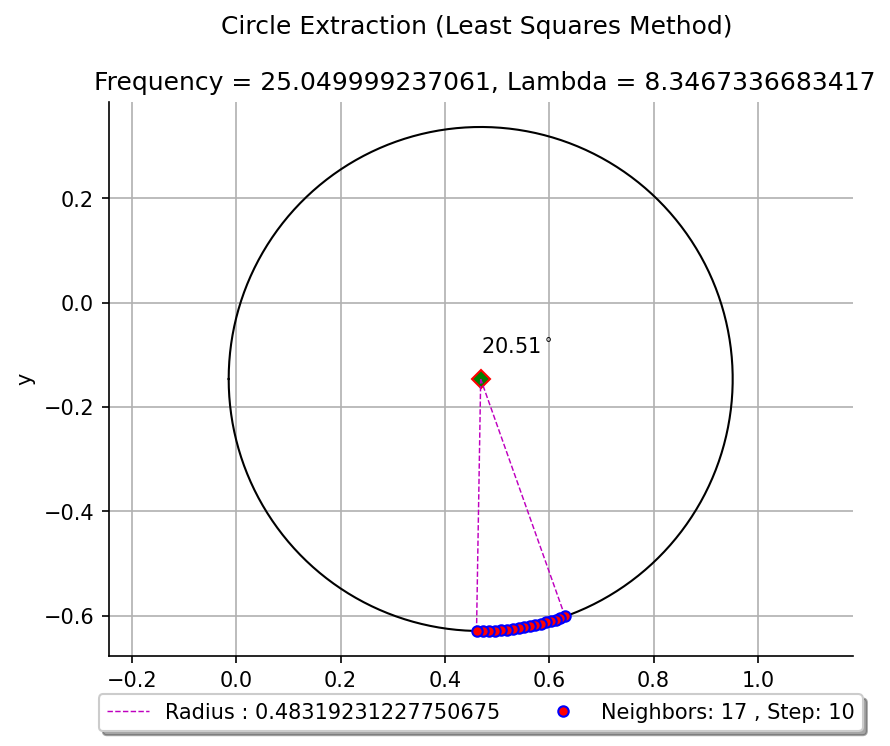 Circle Extraction (Least Squares Method)
Frequency = 25.049999237061, Lambda = 8.3467336683417
0.2
0.0
−0.2
−0.4
−0.6
y
20.51°
−0.2 0.0 0.2 0.4 0.6 0.8 1.0
Radius : 0.48319231227750675 Neighbors: 17 , Step: 10